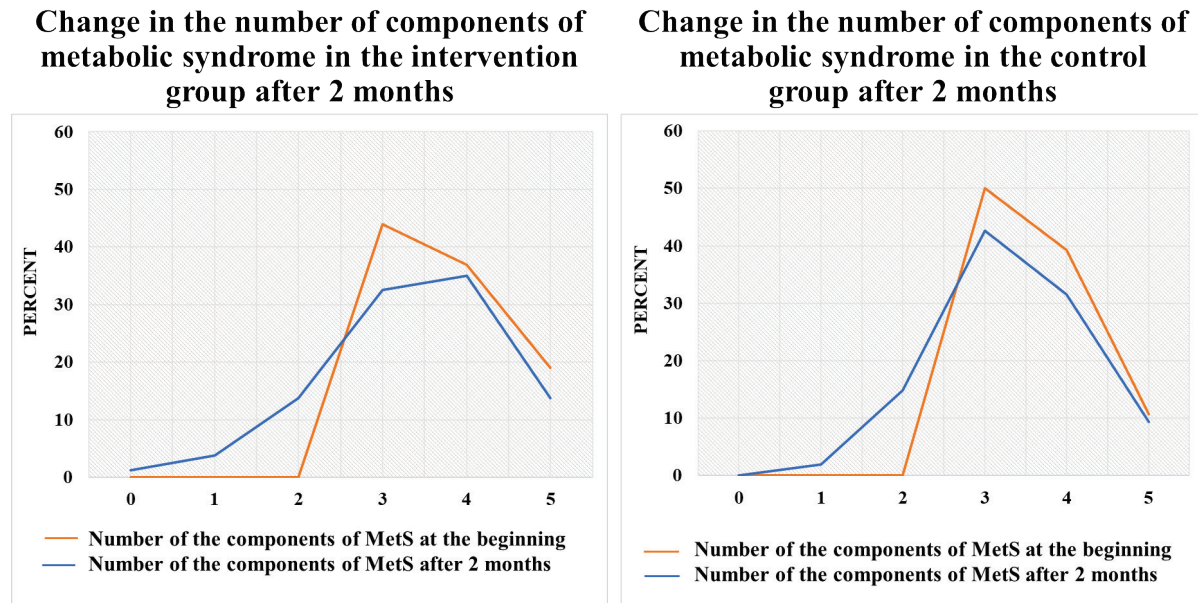 Change in the number of components of
metabolic syndrome in the intervention
group after 2 months
60
50
40
30
20
10
0
PERCENT
0 1 2 3 4 5
Number of the components of MetS at the beginning
Number of the components of MetS after 2 months
Change in the number of components of
metabolic syndrome in the control
group after 2 months
60
50
40
30
20
10
0
PERCENT
0 1 2 3 4 5
Number of the components of MetS at the beginning
Number of the components of MetS after 2 months